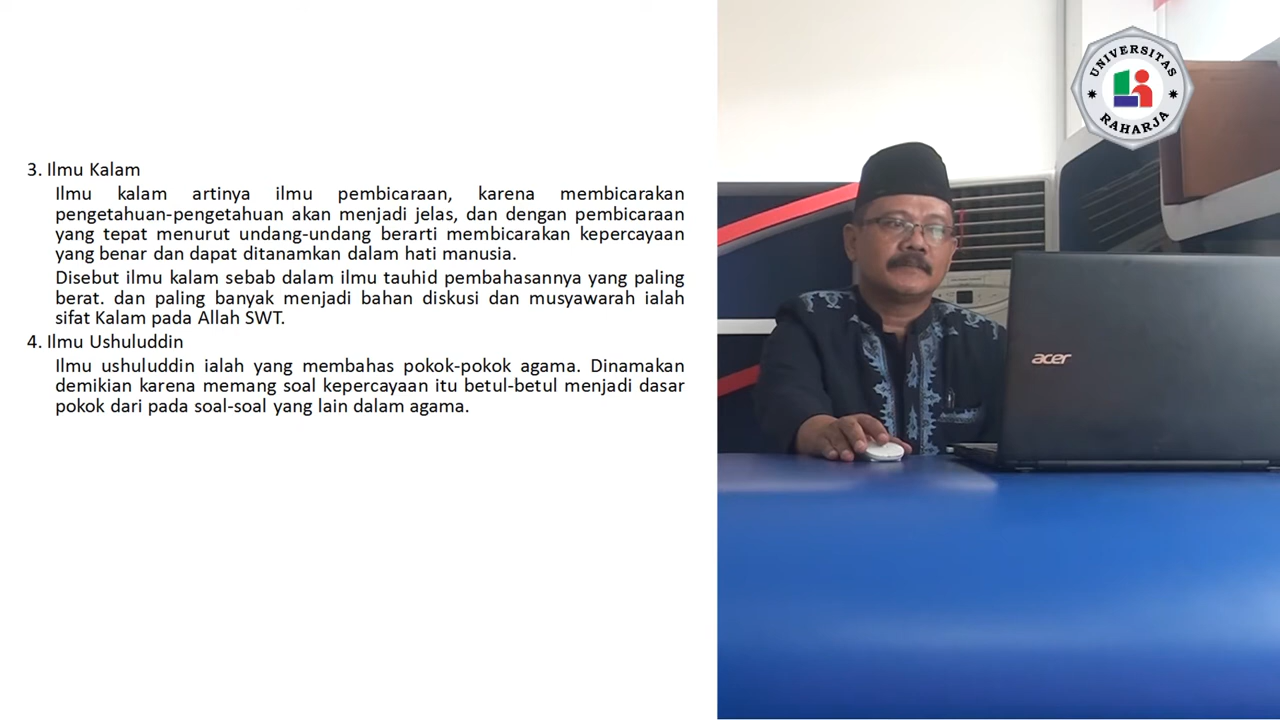 3. Ilmu Kalam
Ilmu kalam artinya ilmu pembicaraan, karena membicarakan
pengetahuan-pengetahuan akan menjadi jelas, dan dengan pembicaraan
yang tepat menurut undang-undang berarti membicarakan kepercayaan
yang benar dan dapat ditanamkan dalam hati manusia.
Disebut ilmu kalam sebab dalam ilmu tauhid pembahasannya yang paling
berat. dan paling banyak menjadi bahan diskusi dan musyawarah ialah
sifat Kalam pada Allah SWT.
4. Ilmu Ushuluddin
Ilmu ushuluddin ialah yang membahas pokok-pokok agama. Dinamakan
demikian karena memang soal kepercayaan itu betul-betul menjadi dasar
pokok dari pada soal-soal yang lain dalam agama.
UNIVERSITAS
RAHARJA
acer